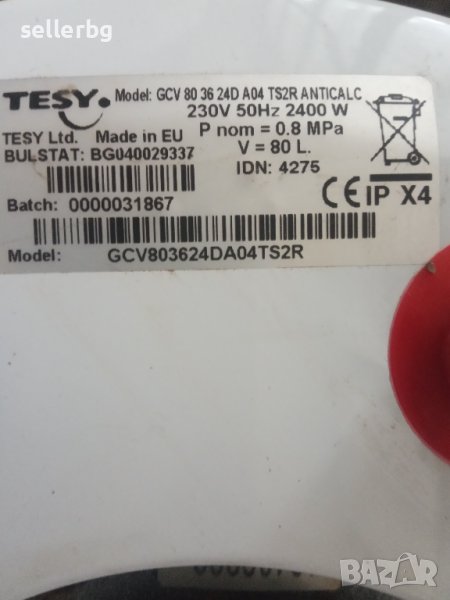 sellerbg
TESY. Model: GCV 80 36 24D A04 TS2R ANTICALC
230V 50Hz 2400 W
TESY Ltd. Made in EU P nom = 0.8 MPa
BULSTAT: BG040029337 V = 80 L.
IDN: 4275
Batch: 0000031867
CE IP X4
Model: GCV803624DA04TS2R
BAZAR